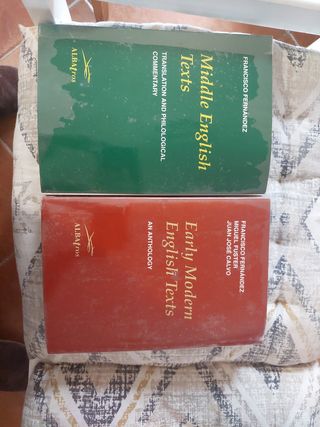 FRANCISCO FERNÁNDEZ
Middle English
Texts
TRANSLATION AND PHILOLOGICAL
COMMENTARY
ALBAtros
FRANCISCO FERNÁNDEZ
MIGUEL FUSTER
JUAN JOSÉ CALVO
Early Modern
English Texts
AN ANTHOLOGY
ALBAtros